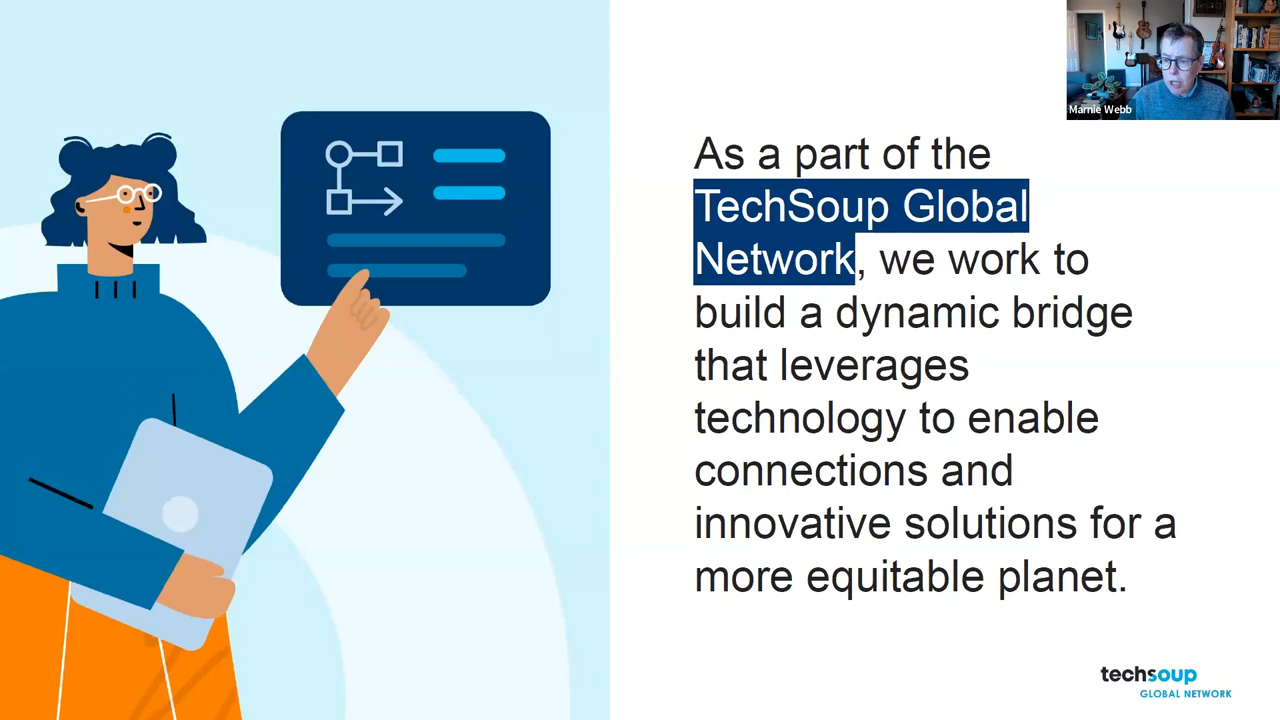 Marnie Webb
As a part of the
TechSoup Global
Network, we work to
build a dynamic bridge
that leverages
technology to enable
connections and
innovative solutions for a
more equitable planet.
techsoup
GLOBAL NETWORK